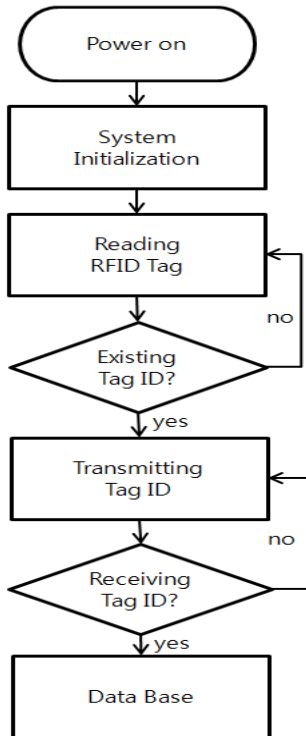 Power on
System
Initialization
Reading
RFID Tag
no
Existing
Tag ID?
yes
Transmitting
Tag ID
no
Receiving
Tag ID?
yes
Data Base